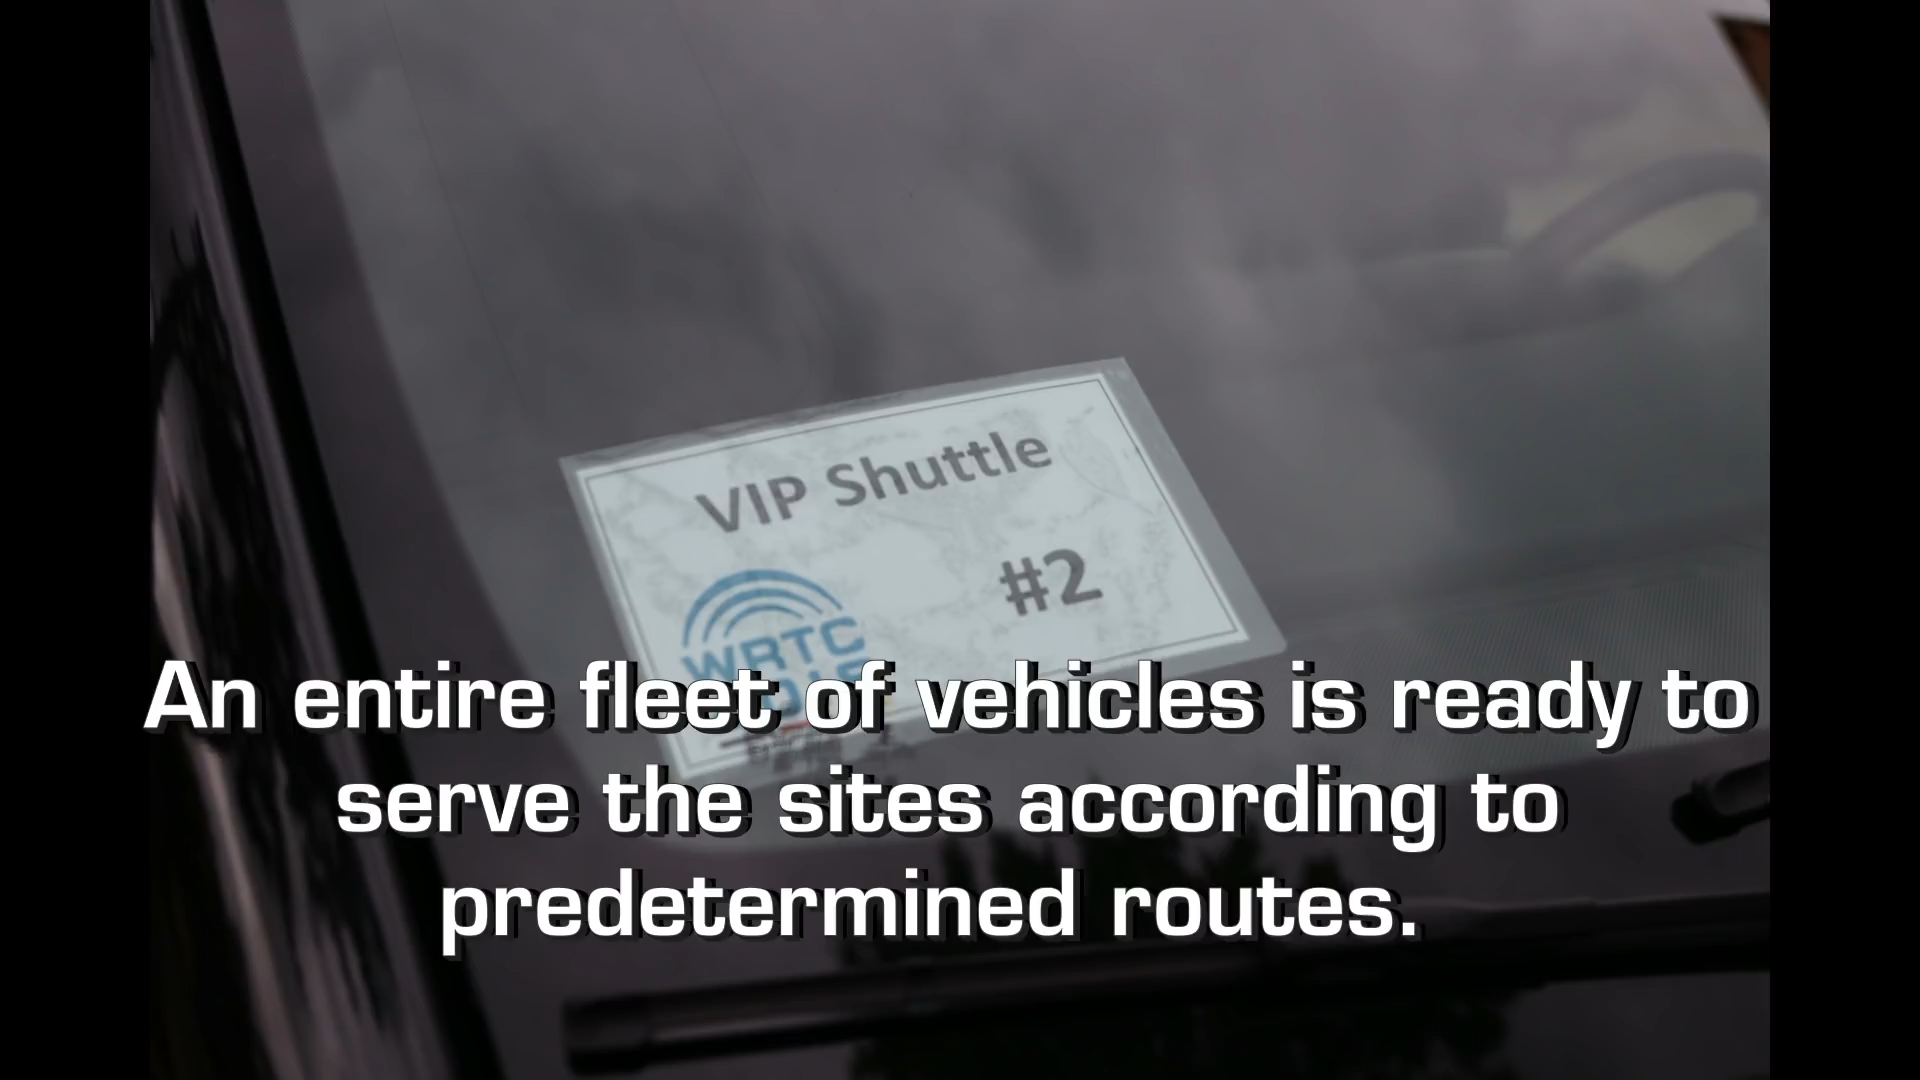 VIP Shuttle
#2
WRTC
An entire fleet of vehicles is ready to
serve the sites according to
predetermined routes.